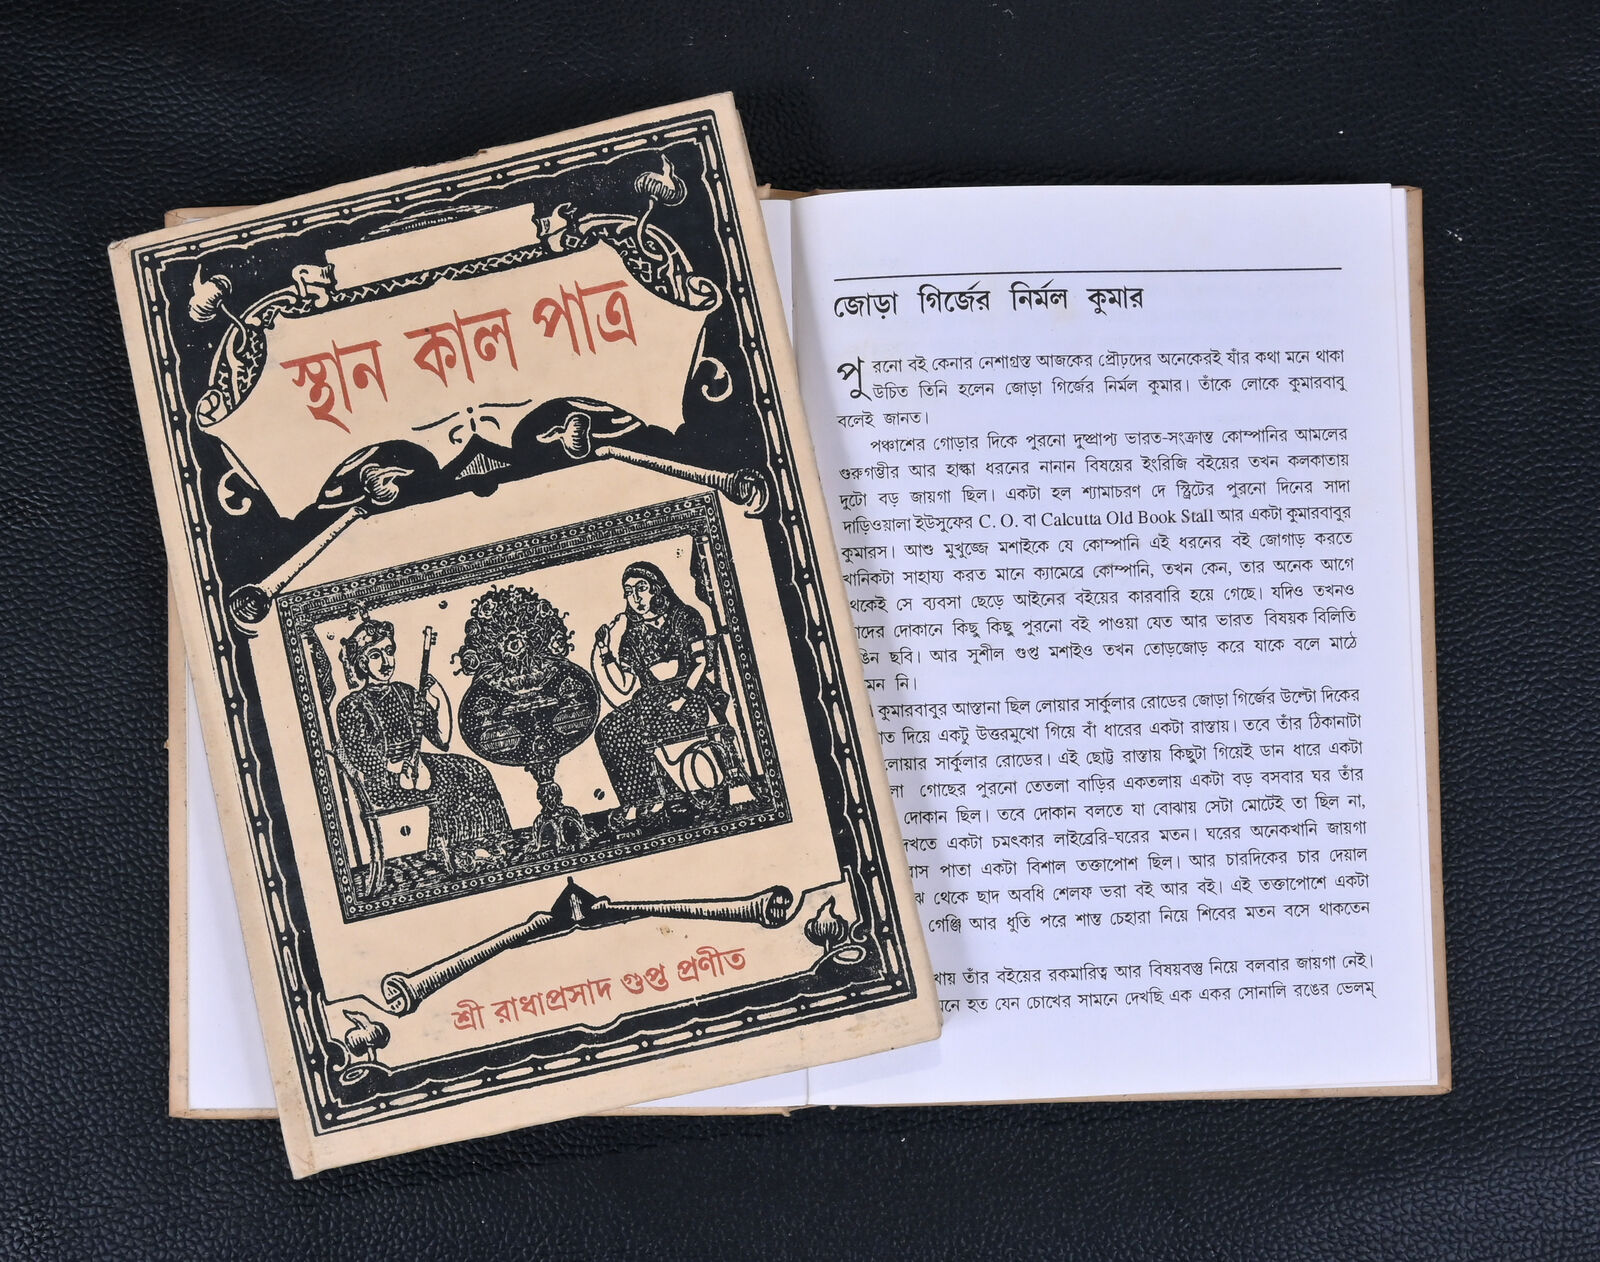 স্থান কাল পাত্র
শ্রী রাধাপ্রসাদ গুপ্ত প্রণীত
জোড়া গির্জের নির্মল কুমার
পুরনো বই কেনার নেশাগ্রস্ত আজকের প্রৌঢ়দের অনেকেরই যাঁর কথা মনে থাকা
উচিত তিনি হলেন জোড়া গির্জের নির্মল কুমার। তাঁকে লোকে কুমারবাবু
বলেই জানত।
পঞ্চাশের গোড়ার দিকে পুরনো দুষ্প্রাপ্য ভারত-সংক্রান্ত কোম্পানির আমলের
গুরুগম্ভীর আর হাল্কা ধরনের নানান বিষয়ের ইংরিজি বইয়ের তখন কলকাতায়
দুটো বড় জায়গা ছিল। একটা হল শ্যামাচরণ দে স্ট্রিটের পুরনো দিনের সাদা
দাড়িওয়ালা ইউসুফের C. O. বা Calcutta Old Book Stall আর একটা কুমারবাবুর
কুমারস। আশু মুখুজ্জে মশাইকে যে কোম্পানি এই ধরনের বই জোগাড় করতে
খানিকটা সাহায্য করত মানে ক্যামেব্রে কোম্পানি, তখন কেন, তার অনেক আগে
থেকেই সে ব্যবসা ছেড়ে আইনের বইয়ের কারবারি হয়ে গেছে। যদিও তখনও
দের দোকানে কিছু কিছু পুরনো বই পাওয়া যেত আর ভারত বিষয়ক বিলিতি
ঙিন ছবি। আর সুশীল গুপ্ত মশাইও তখন তোড়জোড় করে যাকে বলে মাঠে
মন নি।
কুমারবাবুর আস্তানা ছিল লোয়ার সার্কুলার রোডের জোড়া গির্জের উল্টো দিকের
ত দিয়ে একটু উত্তরমুখো গিয়ে বাঁ ধারের একটা রাস্তায়। তবে তাঁর ঠিকানাটা
লোয়ার সার্কুলার রোডের। এই ছোট্ট রাস্তায় কিছুটা গিয়েই ডান ধারে একটা
লা গোছের পুরনো তেতলা বাড়ির একতলায় একটা বড় বসবার ঘর তাঁর
দোকান ছিল। তবে দোকান বলতে যা বোঝায় সেটা মোটেই তা ছিল না,
দেখতে একটা চমৎকার লাইব্রেরি-ঘরের মতন। ঘরের অনেকখানি জায়গা
রাস পাতা একটা বিশাল তক্তাপোশ ছিল। আর চারদিকের চার দেয়াল
ঝ থেকে ছাদ অবধি শেলফ ভরা বই আর বই। এই তক্তাপোশে একটা
গেঞ্জি আর ধুতি পরে শান্ত চেহারা নিয়ে শিবের মতন বসে থাকতেন
খায় তাঁর বইয়ের রকমারিত্ব আর বিষয়বস্তু নিয়ে বলবার জায়গা নেই।
মনে হত যেন চোখের সামনে দেখছি এক একর সোনালি রঙের ভেলম্